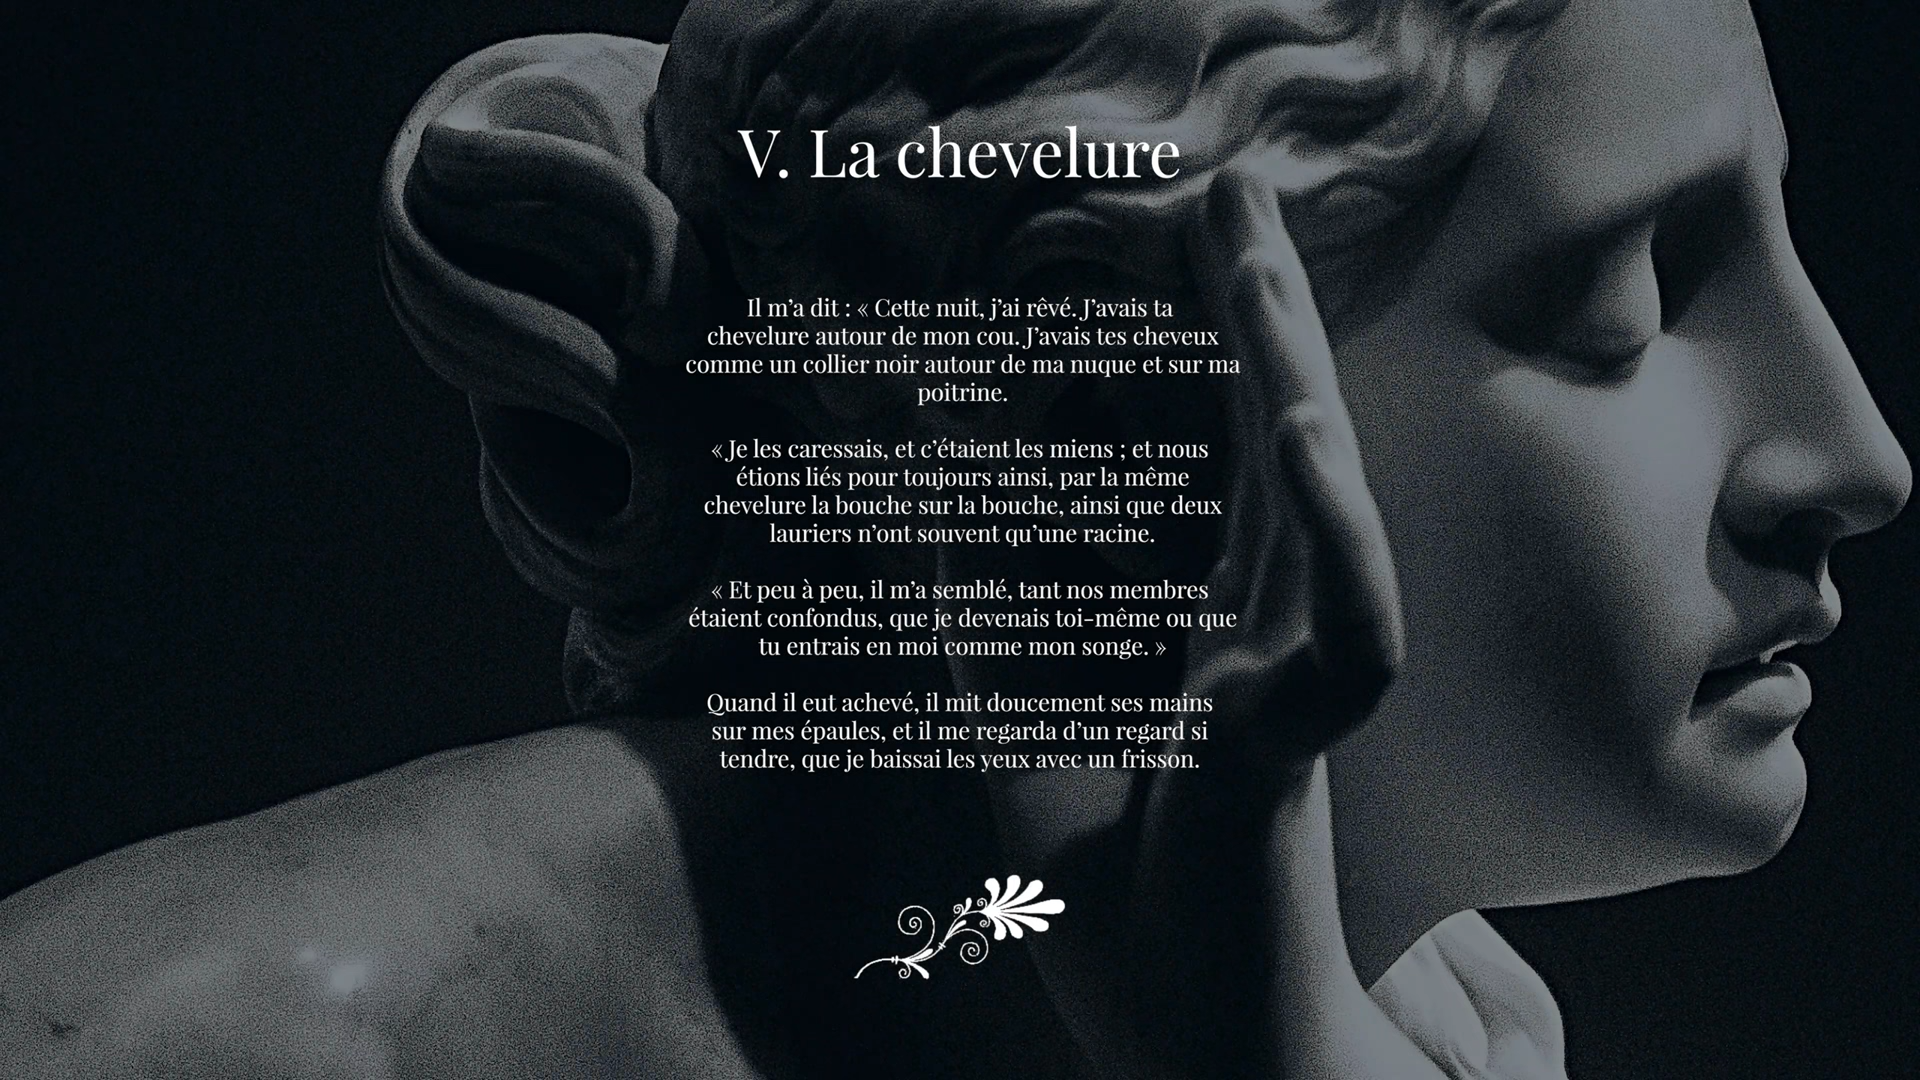 V. La chevelure
Il m’a dit : « Cette nuit, j’ai rêvé. J’avais ta
chevelure autour de mon cou. J’avais tes cheveux
comme un collier noir autour de ma nuque et sur ma
poitrine.
« Je les caressais, et c’étaient les miens ; et nous
étions liés pour toujours ainsi, par la même
chevelure la bouche sur la bouche, ainsi que deux
lauriers n’ont souvent qu’une racine.
« Et peu à peu, il m’a semblé, tant nos membres
étaient confondus, que je devenais toi-même ou que
tu entrais en moi comme mon songe. »
Quand il eut achevé, il mit doucement ses mains
sur mes épaules, et il me regarda d’un regard si
tendre, que je baissai les yeux avec un frisson.